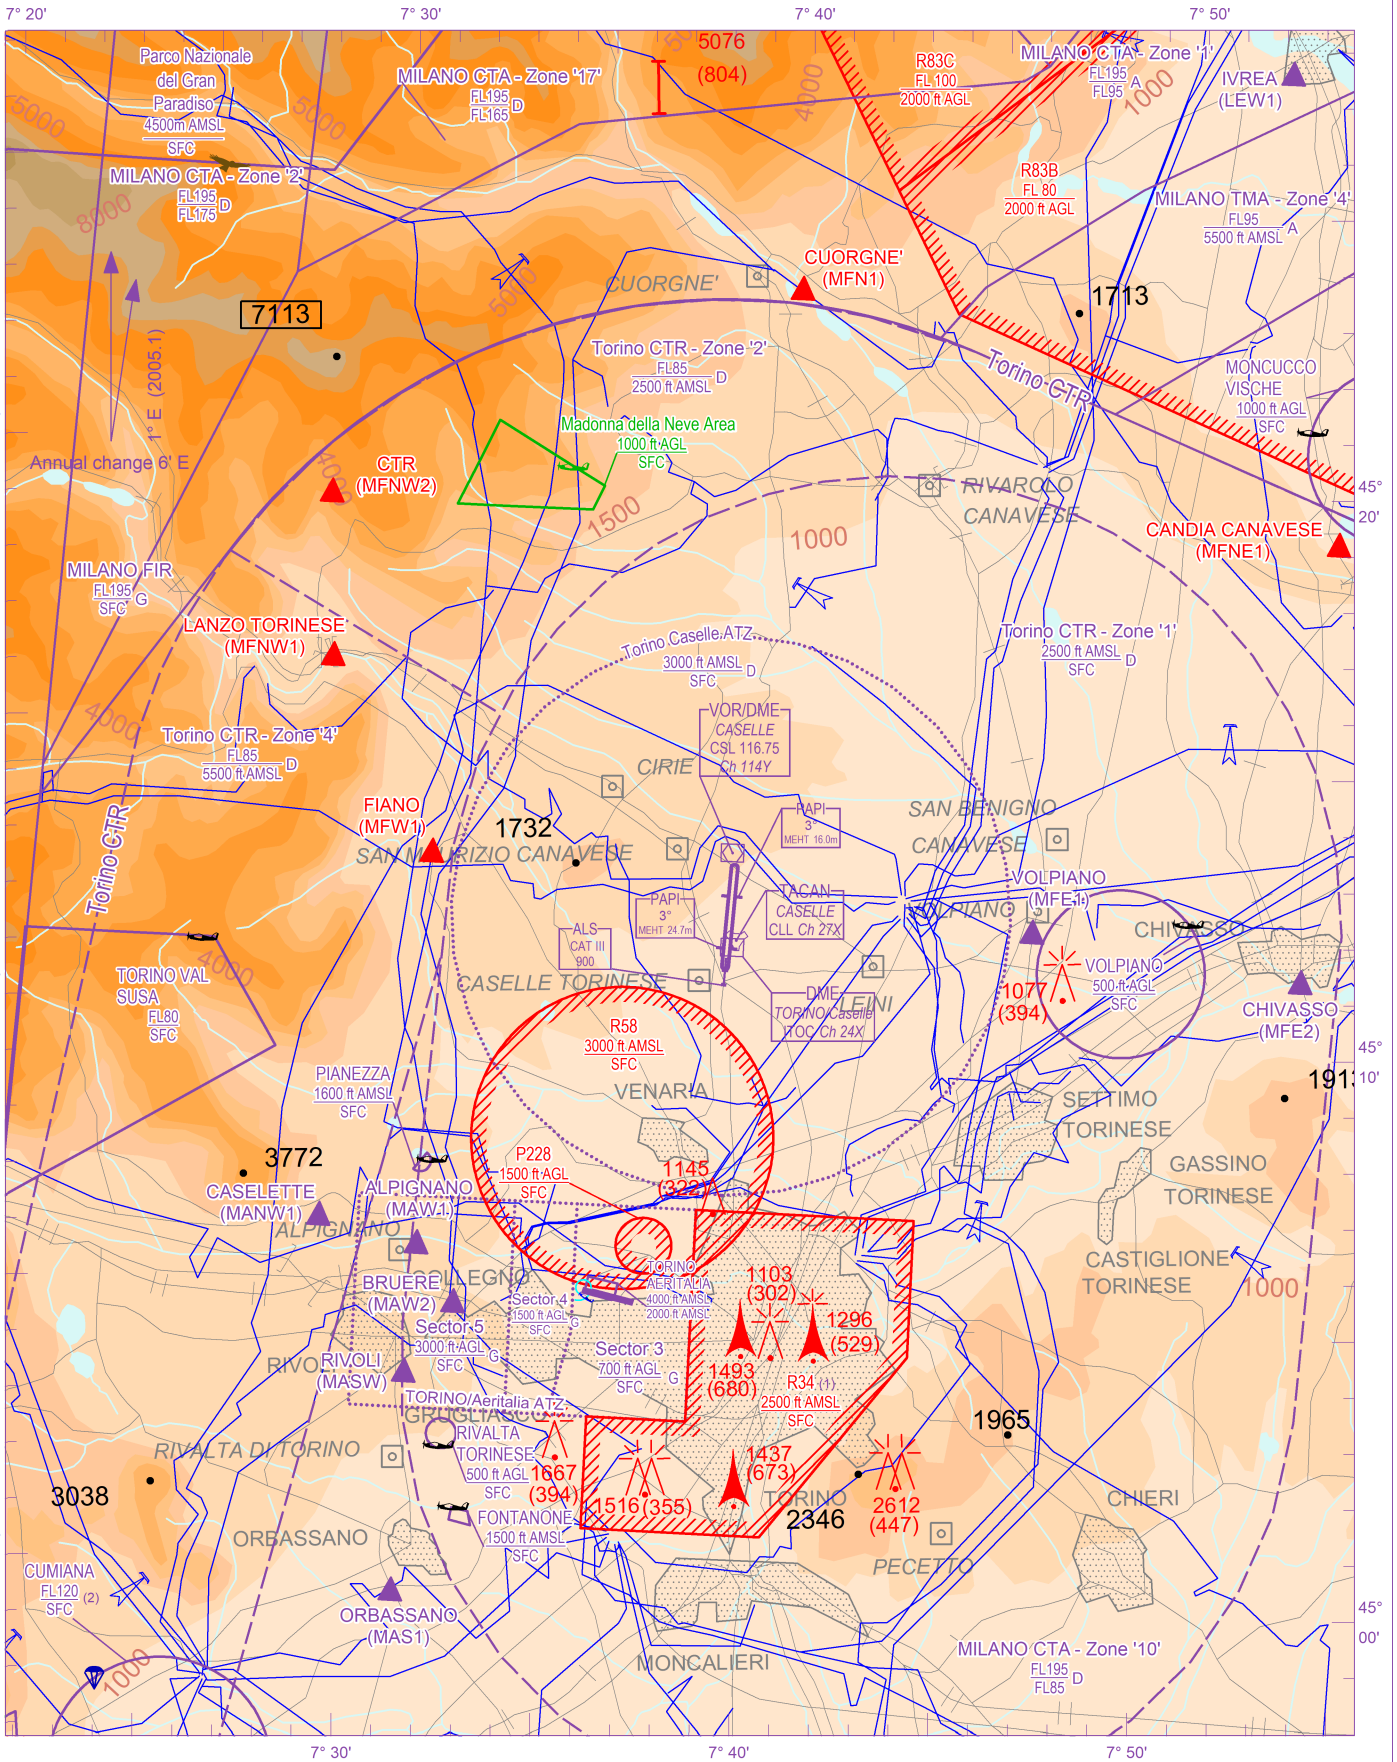 7° 20'
7° 30'
7° 40'
7° 50'
Parco Nazionale
del Gran
Paradiso
4500m AMSL
SFC
MILANO CTA - Zone '17'
FL195
FL165
D
5076
(804)
R83C
FL 100
2000 ft AGL
MILANO CTA - Zone '1'
FL195
FL95
A
IVREA
(LEW1)
5000
5000
4000
1000
MILANO CTA - Zone '2'
FL195
FL175
D
8000
R83B
FL 80
2000 ft AGL
MILANO TMA - Zone '4'
FL95
5500 ft AMSL
A
CUORGNE'
CUORGNE'
(MFN1)
5000
7113
1713
Torino CTR - Zone '2'
FL85
2500 ft AMSL
D
Torino CTR
MONCUCCO
VISCHE
1000 ft AGL
SFC
1° E (2005.1)
Annual change 6' E
Madonna della Neve Area
1000 ft AGL
SFC
CTR
(MFNW2)
4000
1500
1000
RIVAROLO
CANAVESE
45°
20'
CANDIA CANAVESE
(MFNE1)
MILANO FIR
FL195
SFC
G
LANZO TORINESE
(MFNW1)
Torino Caselle ATZ
3000 ft AMSL
SFC
D
Torino CTR - Zone '1'
2500 ft AMSL
SFC
D
4000
Torino CTR - Zone '4'
FL85
5500 ft AMSL
D
VOR/DME
CASELLE
CSL 116.75
Ch 114Y
CIRIE
FIANO
(MFW1)
1732
SAN MAURIZIO CANAVESE
PAPI
3°
MEHT 16.0m
SAN BENIGNO
CANAVESE
Torino CTR
PAPI
3°
MEHT 24.7m
TACAN
CASELLE
CLL Ch 27X
VOLPIANO
(MFE1)
VOLPIANO
ALS
CAT III
900
CHIVASSO
4000
TORINO VAL
SUSA
FL80
SFC
CASELLE TORINESE
DME
TORINO/Caselle
ITOC Ch 24X
LEINI
1077
(394)
VOLPIANO
500 ft AGL
SFC
CHIVASSO
(MFE2)
R58
3000 ft AMSL
SFC
45°
10'
PIANEZZA
1600 ft AMSL
SFC
VENARIA
SETTIMO
TORINESE
3772
P228
1500 ft AGL
SFC
1145
(322)
GASSINO
TORINESE
CASELETTE
(MANW1)
ALPIGNANO
(MAW1)
ALPIGNANO
CASTIGLIONE
TORINESE
1000
BRUERE
(MAW2)
COLLEGNO
TORINO
AERITALIA
4000 ft AMSL
2000 ft AMSL
1103
(302)
Sector 4
1500 ft AGL
SFC
G
1296
(529)
Sector 5
3000 ft AGL
SFC
G
Sector 3
700 ft AGL
SFC
G
1493
(680)
RIVOLI
(MASW)
R34 (1)
2500 ft AMSL
SFC
TORINO/Aeritalia ATZ
GRUGLIASCO
1965
RIVALTA DI TORINO
RIVALTA
TORINESE
500 ft AGL
SFC
1667
(394)
1516 (355)
1437
(673)
TORINO
2346
2612
(447)
CHIERI
3038
ORBASSANO
FONTANONE
1500 ft AMSL
SFC
PECETTO
CUMIANA
FL120
SFC
(2)
ORBASSANO
(MAS1)
45°
00'
1000
MONCALIERI
MILANO CTA - Zone '10'
FL195
FL85
D
7° 30'
7° 40'
7° 50'